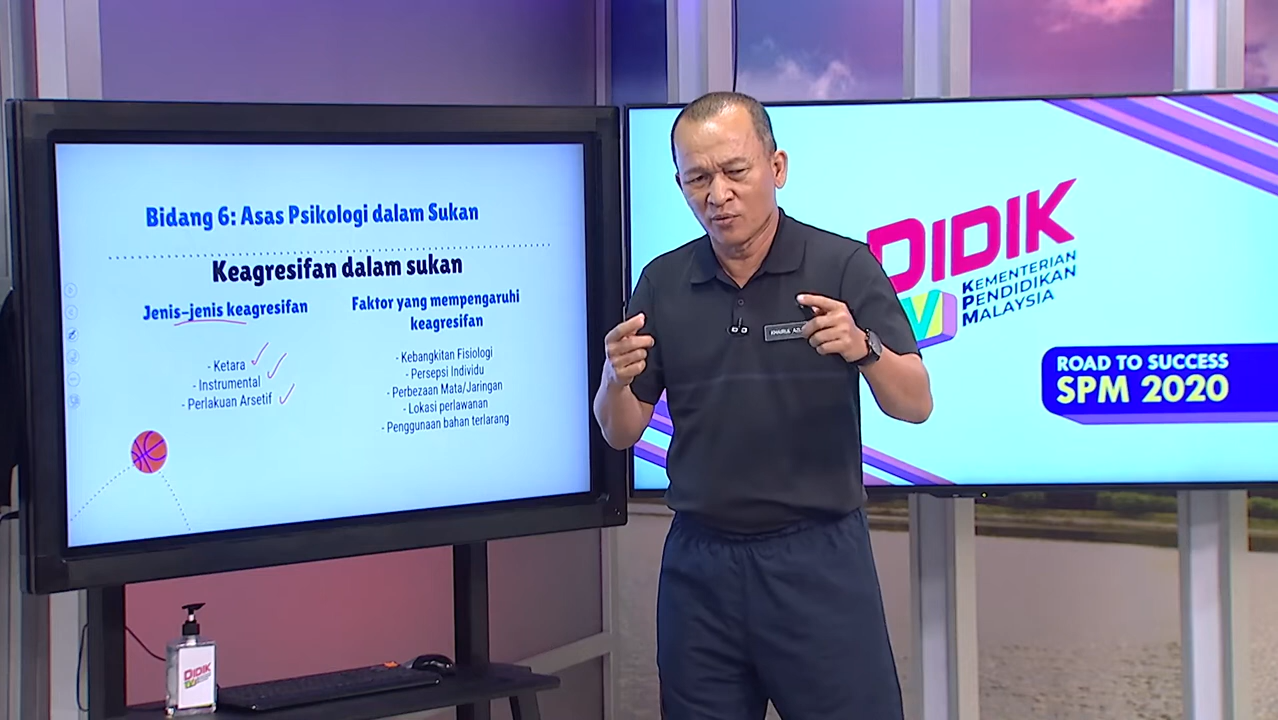 Bidang 6: Asas Psikologi dalam Sukan
Keagresifan dalam sukan
Jenis-jenis keagresifan
- Ketara
- Instrumental
- Perlakuan Arsetif
Faktor yang mempengaruhi
keagresifan
- Kebangkitan Fisiologi
- Persepsi Individu
- Perbezaan Mata/Jaringan
- Lokasi perlawanan
- Penggunaan bahan terlarang
DIDIK
KEMENTERIAN
PENDIDIKAN
MALAYSIA
ROAD TO SUCCESS
SPM 2020
KHAIRUL
DIDIK